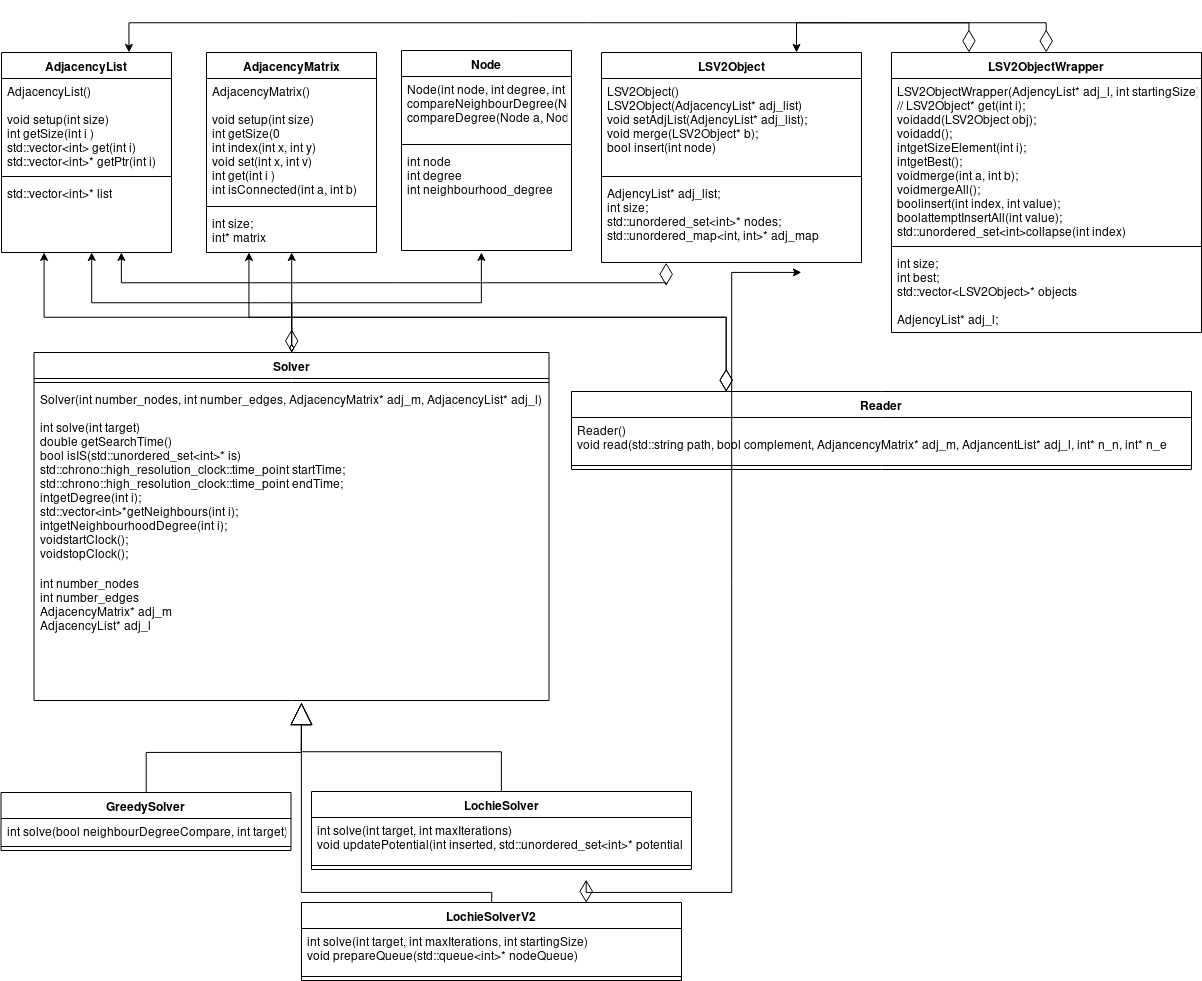 AdjacencyList
AdjacencyList()
void setup(int size)
int getSize(int i )
std::vector<int> get(int i)
std::vector<int>* getPtr(int i)
std::vector<int>* list
AdjacencyMatrix
AdjacencyMatrix()
void setup(int size)
int getSize(0
int index(int x, int y)
void set(int x, int v)
int get(int i )
int isConnected(int a, int b)
int size;
int* matrix
Node
Node(int node, int degree, int
compareNeighbourDegree(N
compareDegree(Node a, Nod
int node
int degree
int neighbourhood_degree
LSV2Object
LSV2Object()
LSV2Object(AdjacencyList* adj_list)
void setAdjList(AdjencyList* adj_list);
void merge(LSV2Object* b);
bool insert(int node)
AdjencyList* adj_list;
int size;
std::unordered_set<int>* nodes;
std::unordered_map<int, int>* adj_map
LSV2ObjectWrapper
LSV2ObjectWrapper(AdjencyList* adj_l, int startingSize)
// LSV2Object* get(int i);
voidadd(LSV2Object obj);
voidadd();
intgetSizeElement(int i);
intgetBest();
voidmerge(int a, int b);
voidmergeAll();
boolinsert(int index, int value);
boolattemptInsertAll(int value);
std::unordered_set<int>collapse(int index)
int size;
int best;
std::vector<LSV2Object>* objects
AdjencyList* adj_l;
Solver
Solver(int number_nodes, int number_edges, AdjacencyMatrix* adj_m, AdjacencyList* adj_l)
int solve(int target)
double getSearchTime()
bool isIS(std::unordered_set<int>* is)
std::chrono::high_resolution_clock::time_point startTime;
std::chrono::high_resolution_clock::time_point endTime;
intgetDegree(int i);
std::vector<int>*getNeighbours(int i);
intgetNeighbourhoodDegree(int i);
voidstartClock();
voidstopClock();
int number_nodes
int number_edges
AdjacencyMatrix* adj_m
AdjacencyList* adj_l
Reader
Reader()
void read(std::string path, bool complement, AdjancencyMatrix* adj_m, AdjancentList* adj_l, int* n_n, int* n_e
GreedySolver
int solve(bool neighbourDegreeCompare, int target)
LochieSolver
int solve(int target, int maxIterations)
void updatePotential(int inserted, std::unordered_set<int>* potential
LochieSolverV2
int solve(int target, int maxIterations, int startingSize)
void prepareQueue(std::queue<int>* nodeQueue)